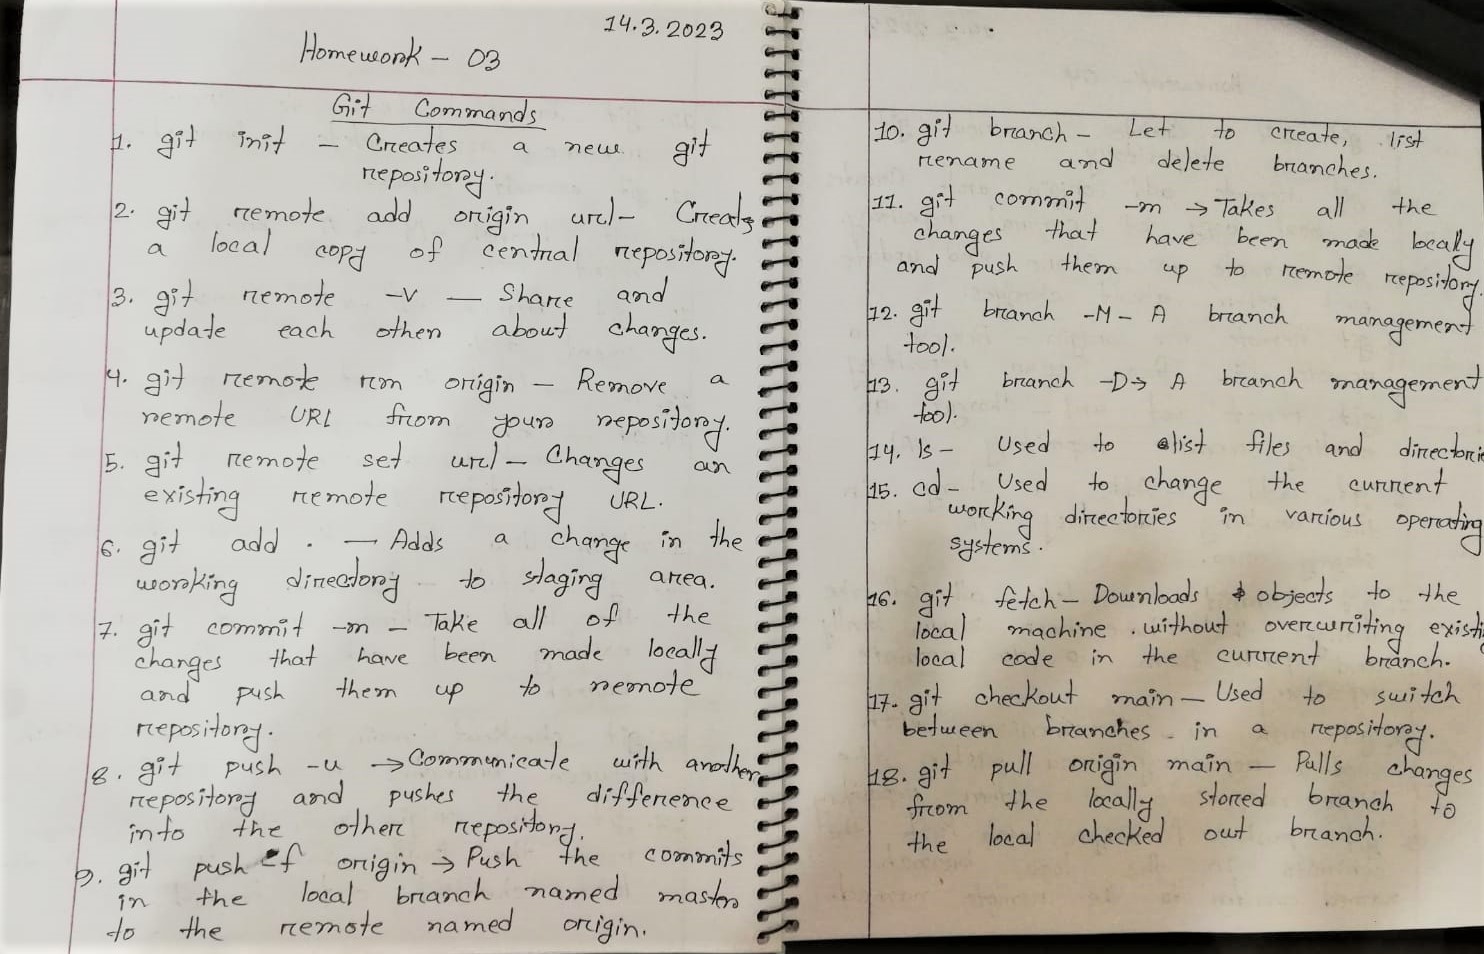 14.3.2023
Homework - 03
Git Commands
1. git init - Creates a new git
repository.
2. git remote add origin url - Creates
a local copy of central repository.
3. git remote -v — Share and
update each other about changes.
4. git remote rm origin - Remove a
remote URL from your repository.
5. git remote set url - Changes an
existing remote repository URL.
6. git add . — Adds a change in the
working directory to staging area.
7. git commit -m - Take all of the
changes that have been made locally
and push them up to remote
repository.
8. git push -u → Communicate with another
repository and pushes the difference
into the other repository.
9. git push -f origin → Push the commits
in the local branch named master
to the remote named origin.
10. git branch - Let to create, list
rename and delete branches.
11. git commit -m → Takes all the
changes that have been made locally
and push them up to remote repository.
12. git branch -M - A branch management
tool.
13. git branch -D → A branch management
tool.
14. ls - Used to list files and directorie
15. cd - Used to change the current
working directories in various operating
systems.
16. git fetch - Downloads objects to the
local machine . without overwriting existi
local code in the current branch.
17. git checkout main - Used to switch
between branches in a repository.
18. git pull origin main - Pulls changes
from the locally stored branch to
the local checked out branch.